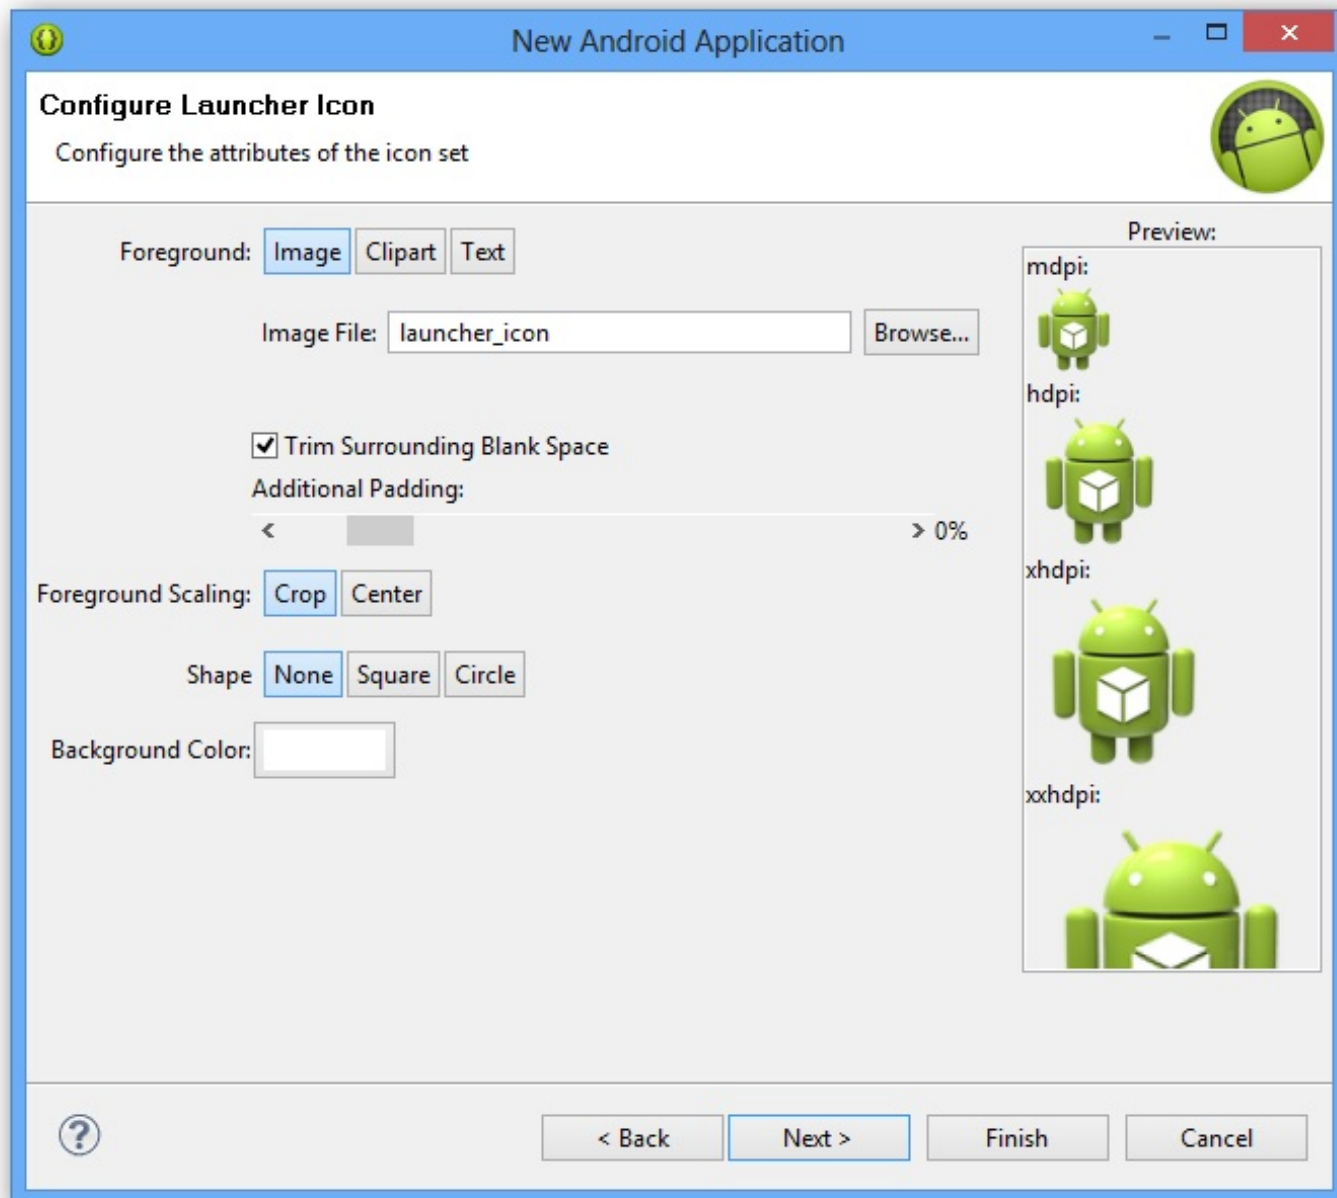 New Android Application
Configure Launcher Icon
Configure the attributes of the icon set
Foreground: Image Clipart Text
Image File: launcher_icon Browse...
Trim Surrounding Blank Space
Additional Padding:
< > 0%
Foreground Scaling: Crop Center
Shape None Square Circle
Background Color:
Preview:
mdpi:
hdpi:
xhdpi:
xxhdpi:
? < Back Next > Finish Cancel